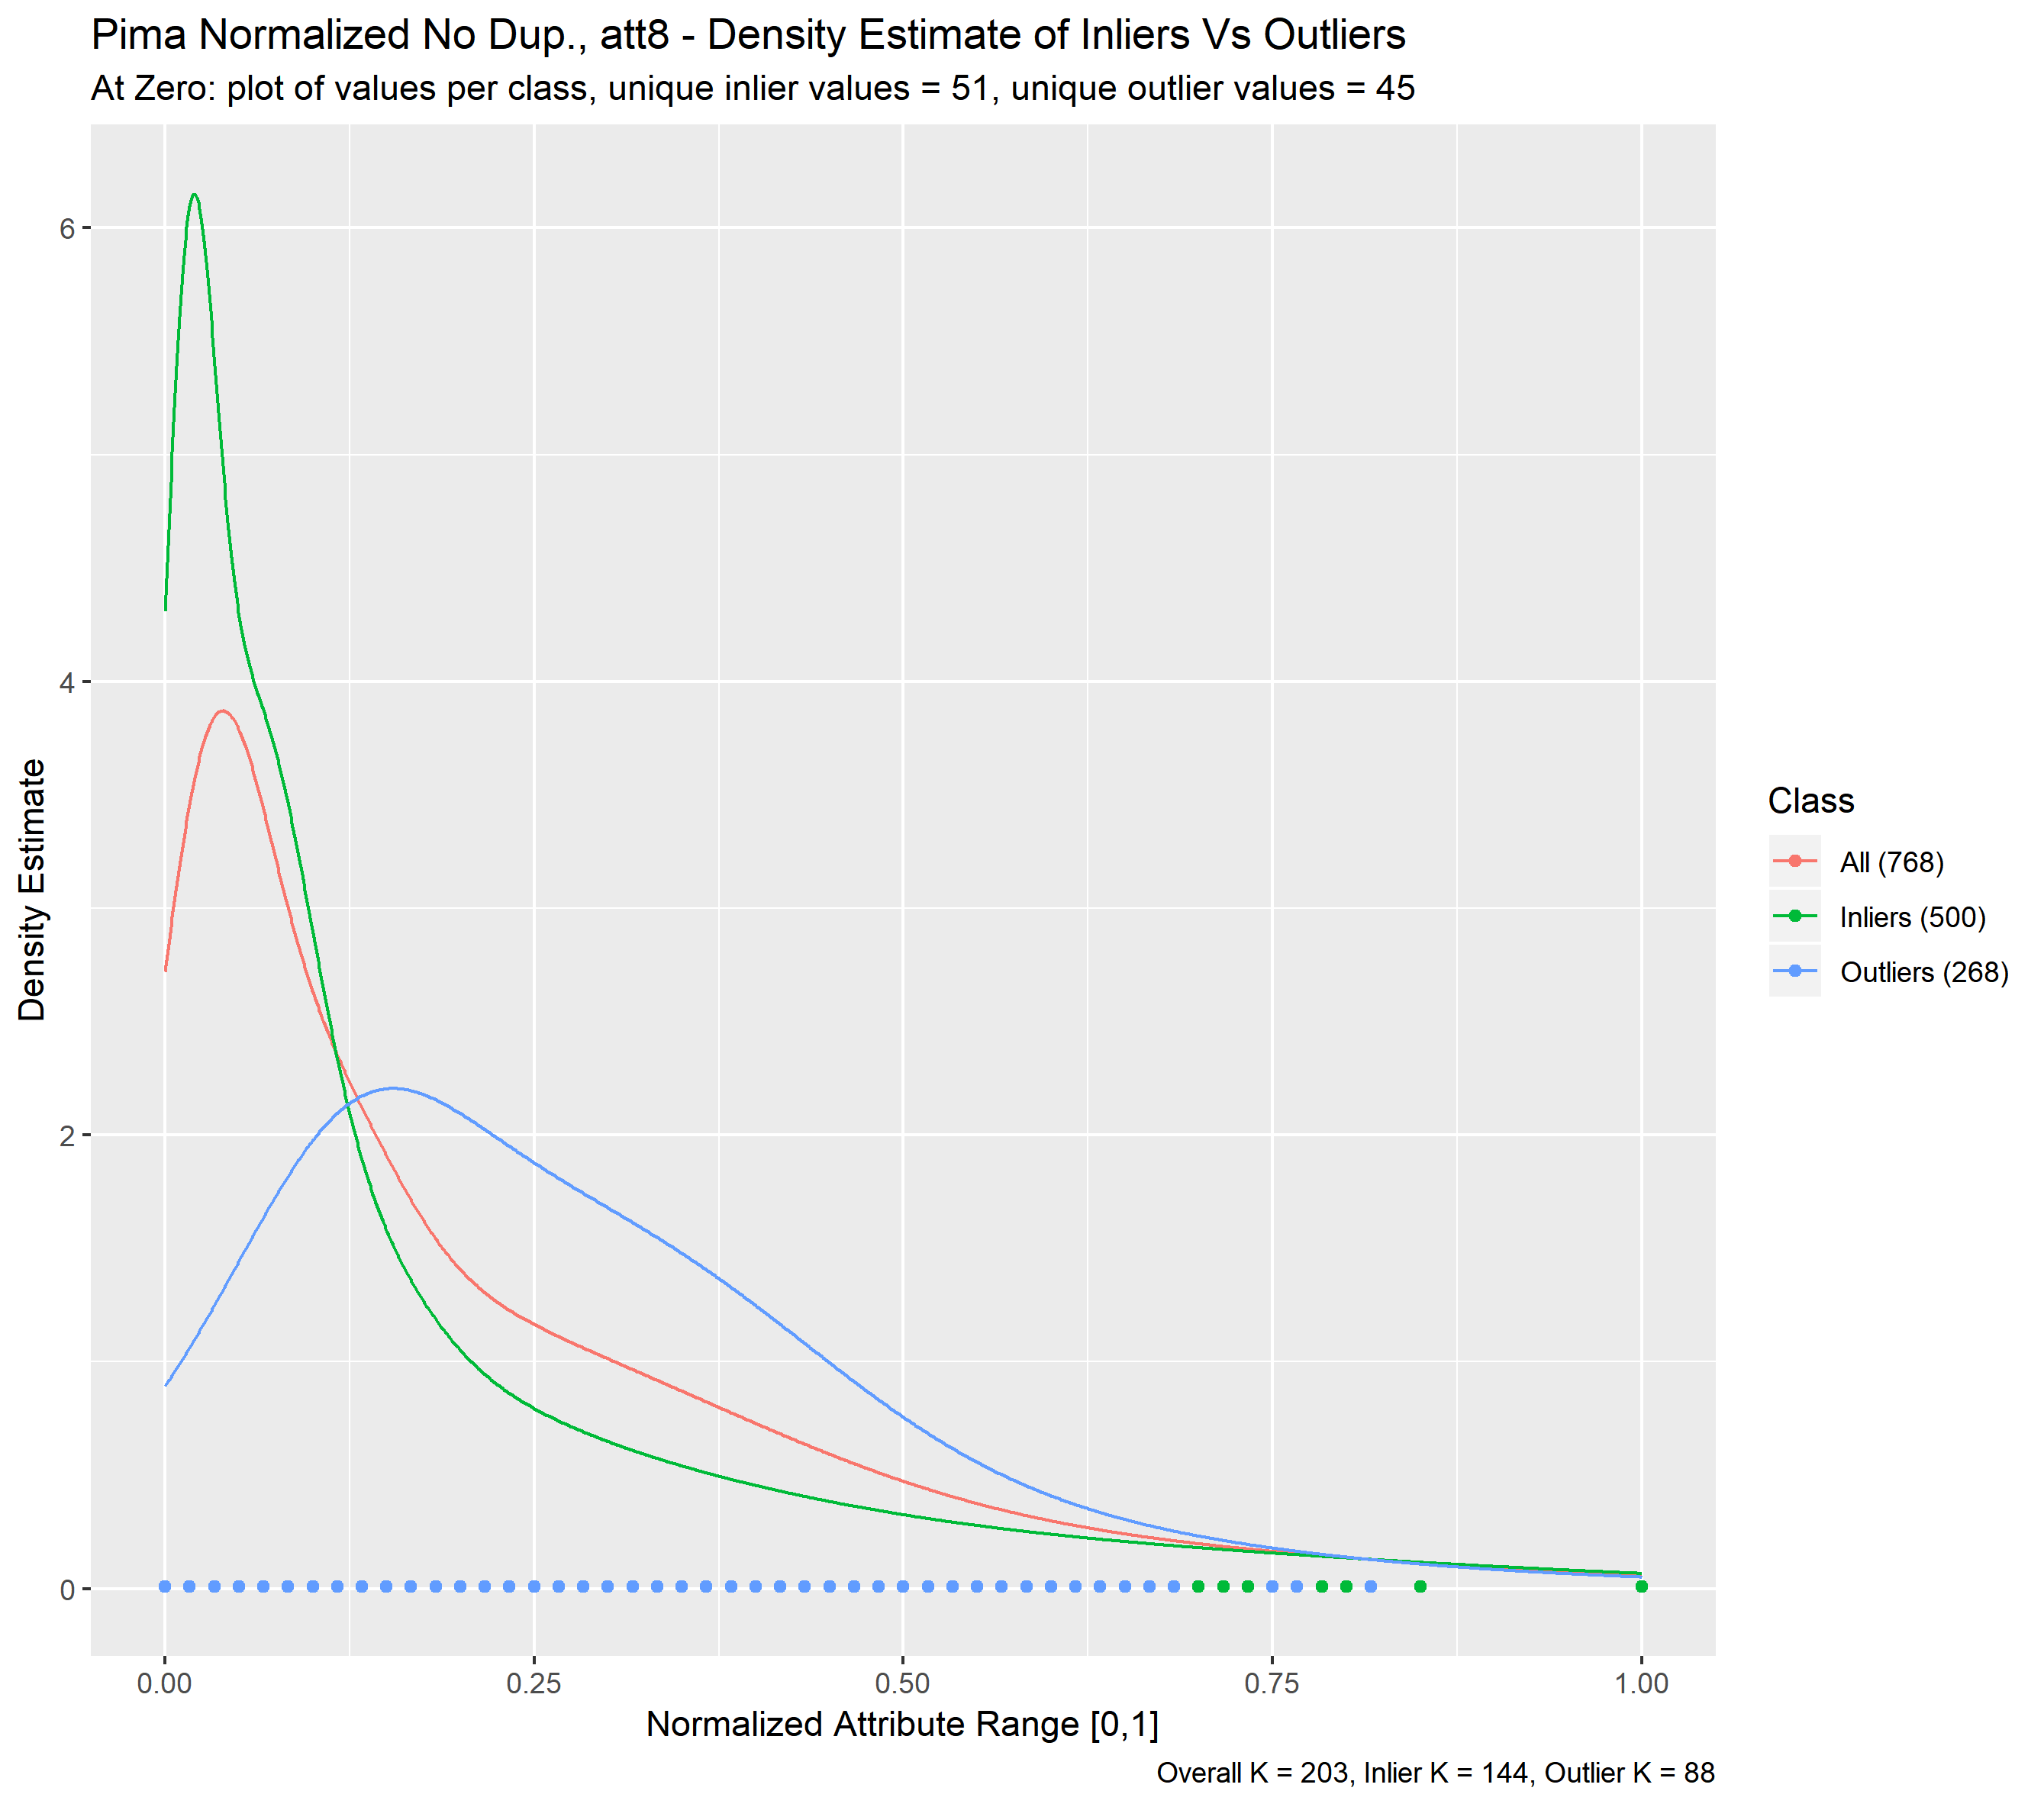 Pima Normalized No Dup., att8 - Density Estimate of Inliers Vs Outliers
At Zero: plot of values per class, unique inlier values = 51, unique outlier values = 45
6
4
2
0
Density Estimate
0.00 0.25 0.50 0.75 1.00
Normalized Attribute Range [0,1]
Overall K = 203, Inlier K = 144, Outlier K = 88
Class
All (768)
Inliers (500)
Outliers (268)